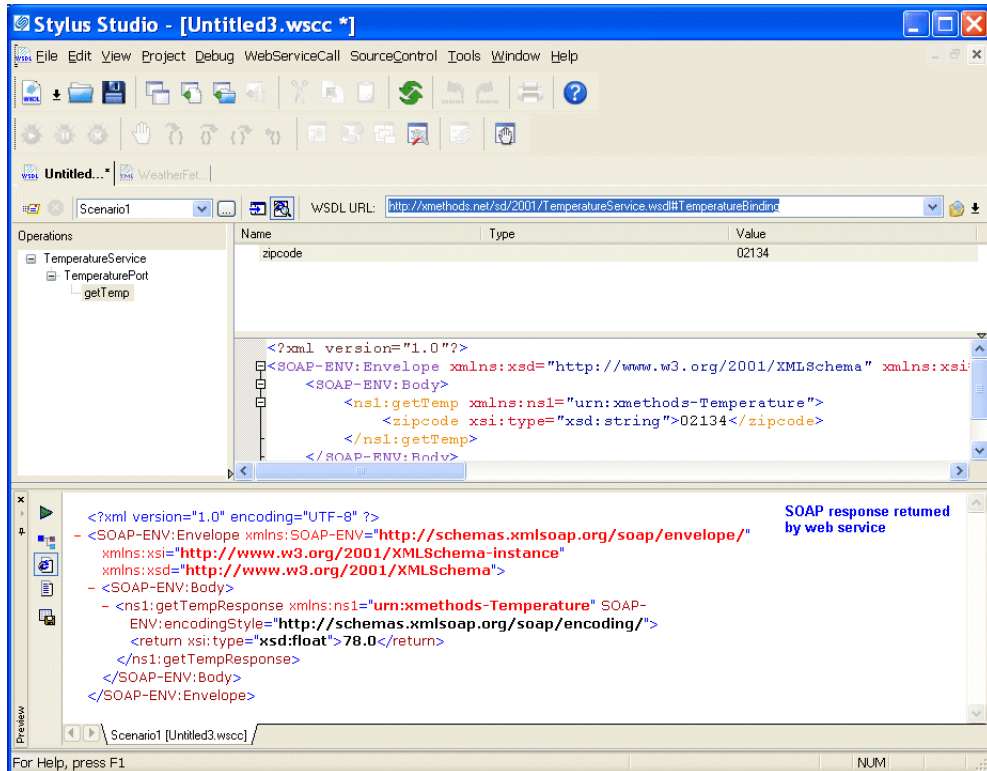 Stylus Studio - [Untitled3.wscc *]
File Edit View Project Debug WebServiceCall SourceControl Tools Window Help
Untitled...* WeatherFet...
Scenario1 ... WSDL URL: http://xmethods.net/sd/2001/TemperatureService.wsdl#TemperatureBinding
Operations
TemperatureService
TemperaturePort
getTemp
Name Type Value
zipcode 02134
<?xml version="1.0"?>
<SOAP-ENV:Envelope xmlns:xsd="http://www.w3.org/2001/XMLSchema" xmlns:xsi
<SOAP-ENV:Body>
<ns1:getTemp xmlns:ns1="urn:xmethods-Temperature">
<zipcode xsi:type="xsd:string">02134</zipcode>
</ns1:getTemp>
</SOAP-ENV:Body>
<?xml version="1.0" encoding="UTF-8" ?>
- <SOAP-ENV:Envelope xmlns:SOAP-ENV="http://schemas.xmlsoap.org/soap/envelope/"
xmlns:xsi="http://www.w3.org/2001/XMLSchema-instance"
xmlns:xsd="http://www.w3.org/2001/XMLSchema">
- <SOAP-ENV:Body>
- <ns1:getTempResponse xmlns:ns1="urn:xmethods-Temperature" SOAP-
ENV:encodingStyle="http://schemas.xmlsoap.org/soap/encoding/">
<return xsi:type="xsd:float">78.0</return>
</ns1:getTempResponse>
</SOAP-ENV:Body>
</SOAP-ENV:Envelope>
SOAP response returned
by web service
Preview
Scenario1 [Untitled3.wscc]
For Help, press F1 NUM